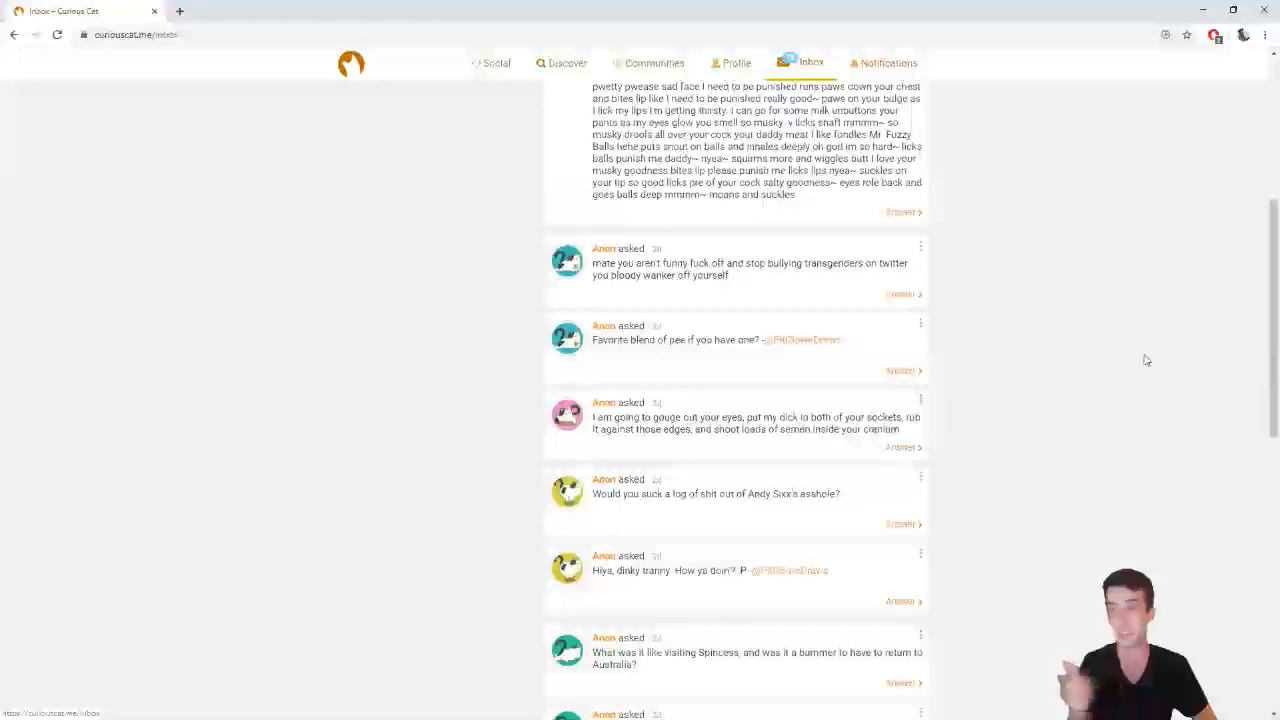 Inbox - Curious Cat
curiouscat.me/inbox
Social Discover Communities Profile 18 Inbox Notifications
pwetty pwease sad face I need to be punished runs paws down your chest
and bites lip like I need to be punished really good~ paws on your bulge as
I lick my lips I'm getting thirsty. I can go for some milk unbuttons your
pants as my eyes glow you smell so musky :v licks shaft mmmm~ so
musky drools all over your cock your daddy meat I like fondles Mr. Fuzzy
Balls hehe puts snout on balls and inhales deeply oh god im so hard~ licks
balls punish me daddy~ nyea~ squirms more and wiggles butt I love your
musky goodness bites lip please punish me licks lips nyea~ suckles on
your tip so good licks pre of your cock salty goodness~ eyes role back and
goes balls deep mmmm~ moans and suckles
Answer
Anon asked 2d
mate you aren't funny fuck off and stop bullying transgenders on twitter
you bloody wanker off yourself
Answer
Anon asked 2d
Favorite blend of pee if you have one? -
Answer
Anon asked 2d
I am going to gouge out your eyes, put my dick in both of your sockets, rub
it against those edges, and shoot loads of semen inside your cranium
Answer
Anon asked 2d
Would you suck a log of shit out of Andy Sixx's asshole?
Answer
Anon asked 2d
Hiya, dinky tranny. How ya doin'? :P -
Answer
Anon asked 2d
What was it like visiting Spincess, and was it a bummer to have to return to
Australia?
Answer
Anon asked 2d
https://curiouscat.me/inbox